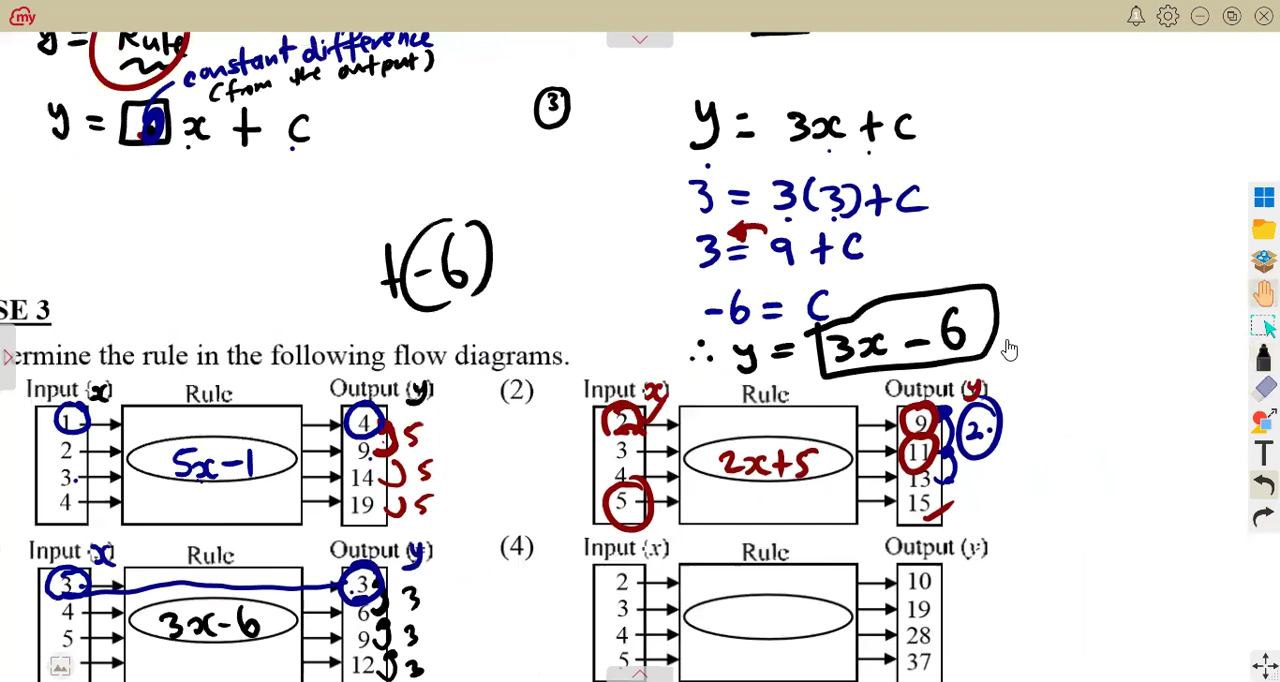 my
y = Rule
constant difference
(from the output)
y = x + c
3
y = 3x + c
3 = 3(3) + c
3 = 9 + c
-6 = c
∴ y = 3x - 6
+(-6)
SE 3
ermine the rule in the following flow diagrams.
Input {x} x Rule Output (y) y
1 4
2 9 5
3 5x-1 14 5
4 19 5
(2) Input (x) x Rule Output (y) y
2 9
3 11 2.
4 2x+5 13
5 15
Input x Rule Output y
3 3
4 6 3
5 3x-6 9 3
12 3
(4) Input (x) Rule Output (y)
2 10
3 19
4 28
5 37
T